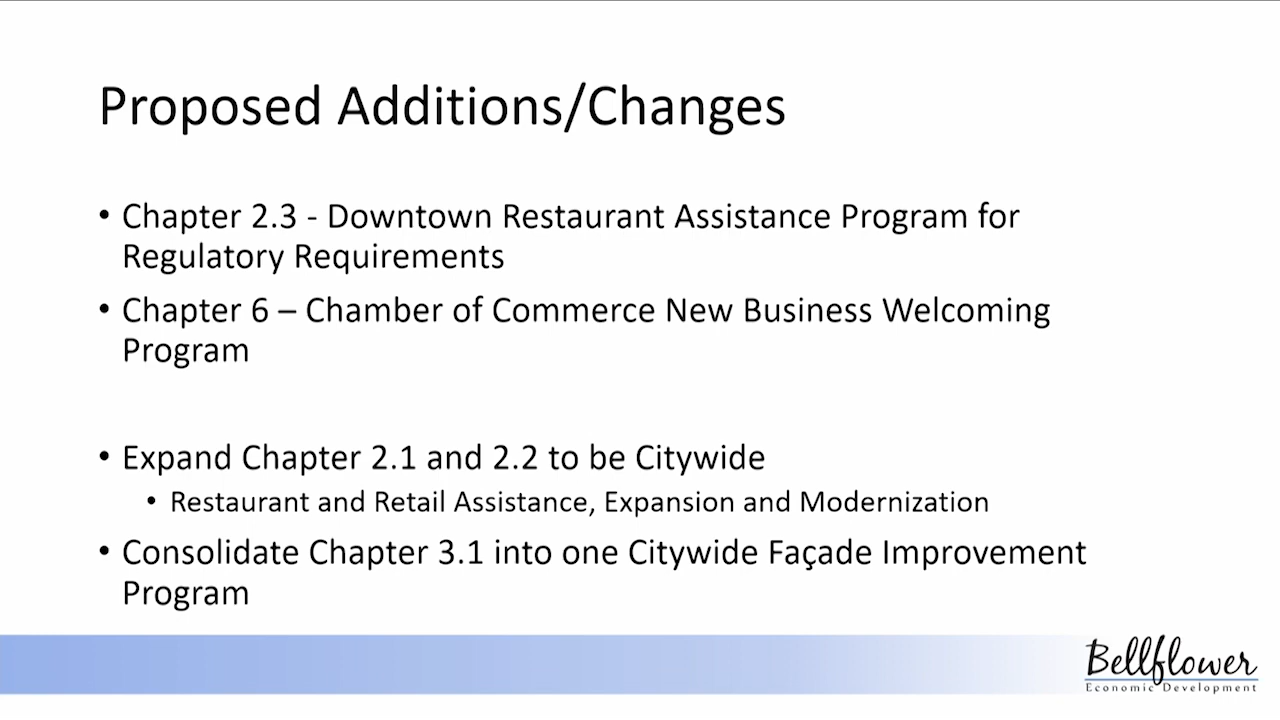 Proposed Additions/Changes
• Chapter 2.3 - Downtown Restaurant Assistance Program for
Regulatory Requirements
• Chapter 6 – Chamber of Commerce New Business Welcoming
Program
• Expand Chapter 2.1 and 2.2 to be Citywide
• Restaurant and Retail Assistance, Expansion and Modernization
• Consolidate Chapter 3.1 into one Citywide Façade Improvement
Program
Bellflower
Economic Development